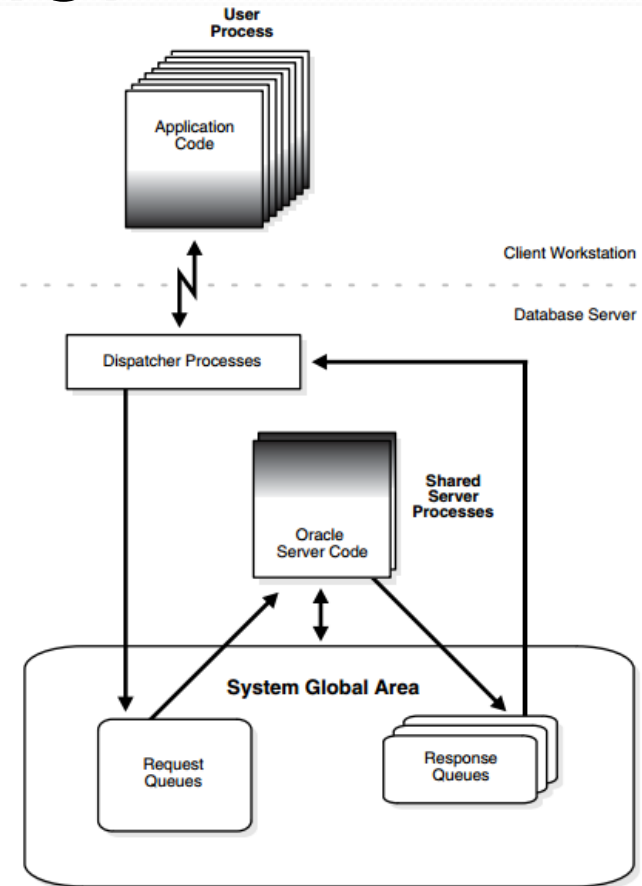 User
Process
Application
Code
Client Workstation
Database Server
Dispatcher Processes
Shared
Server
Processes
Oracle
Server Code
System Global Area
Request
Queues
Response
Queues